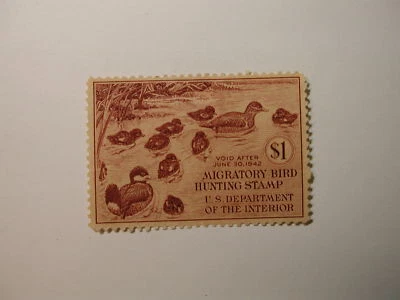 VOID AFTER
JUNE 30, 1942
$1
MIGRATORY BIRD
HUNTING STAMP
U.S. DEPARTMENT
OF THE INTERIOR